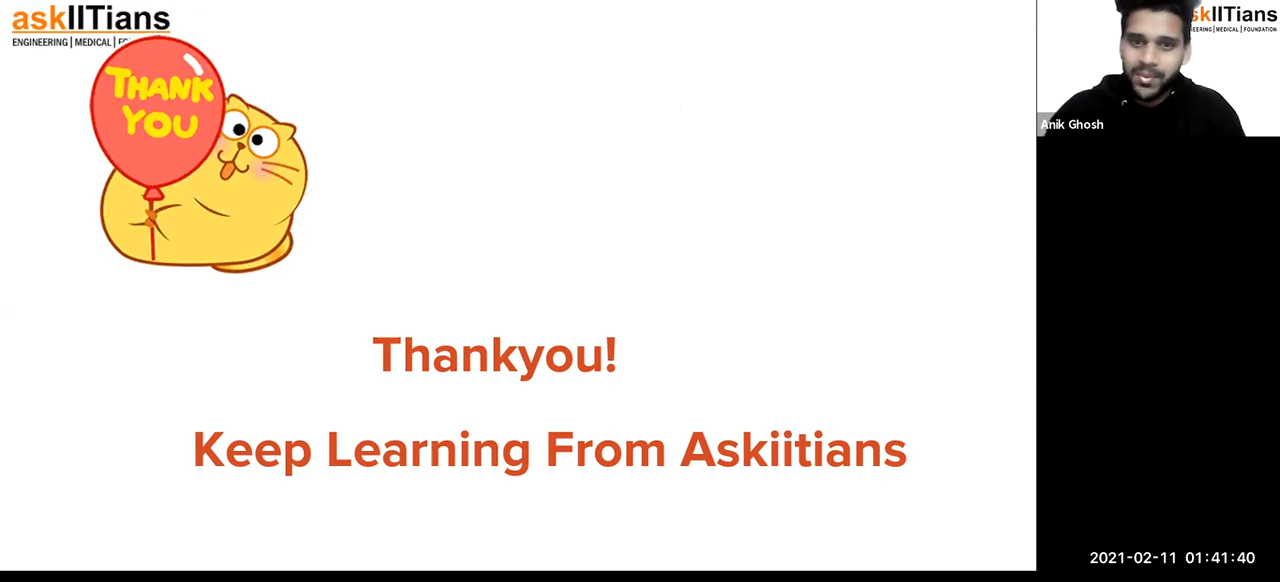 askIITians
ENGINEERING | MEDICAL |
THANK
YOU
Thankyou!
Keep Learning From Askiitians
skIITians
EERING | MEDICAL | FOUNDATION
Anik Ghosh
2021-02-11 01:41:40